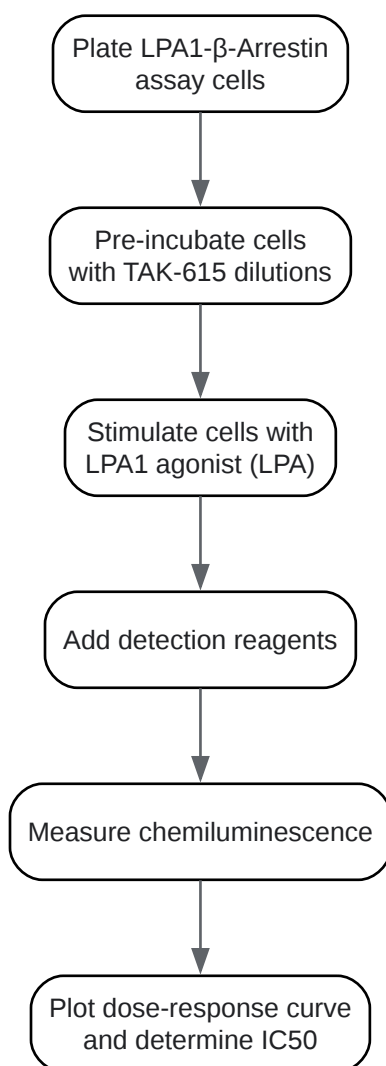 Plate LPA1-β-Arrestin
assay cells
Pre-incubate cells
with TAK-615 dilutions
Stimulate cells with
LPA1 agonist (LPA)
Add detection reagents
Measure chemiluminescence
Plot dose-response curve
and determine IC50